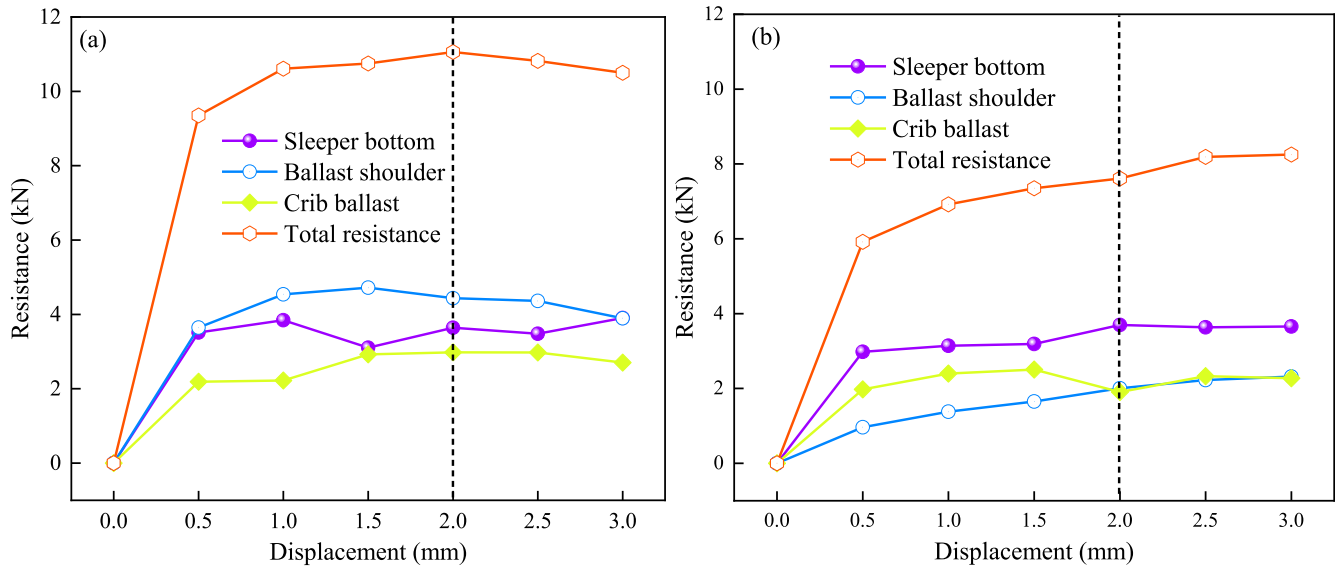 (a)
Resistance (kN)
12
10
8
6
4
2
0
Sleeper bottom
Ballast shoulder
Crib ballast
Total resistance
0.0 0.5 1.0 1.5 2.0 2.5 3.0
Displacement (mm)
(b)
Resistance (kN)
12
10
8
6
4
2
0
Sleeper bottom
Ballast shoulder
Crib ballast
Total resistance
0.0 0.5 1.0 1.5 2.0 2.5 3.0
Displacement (mm)